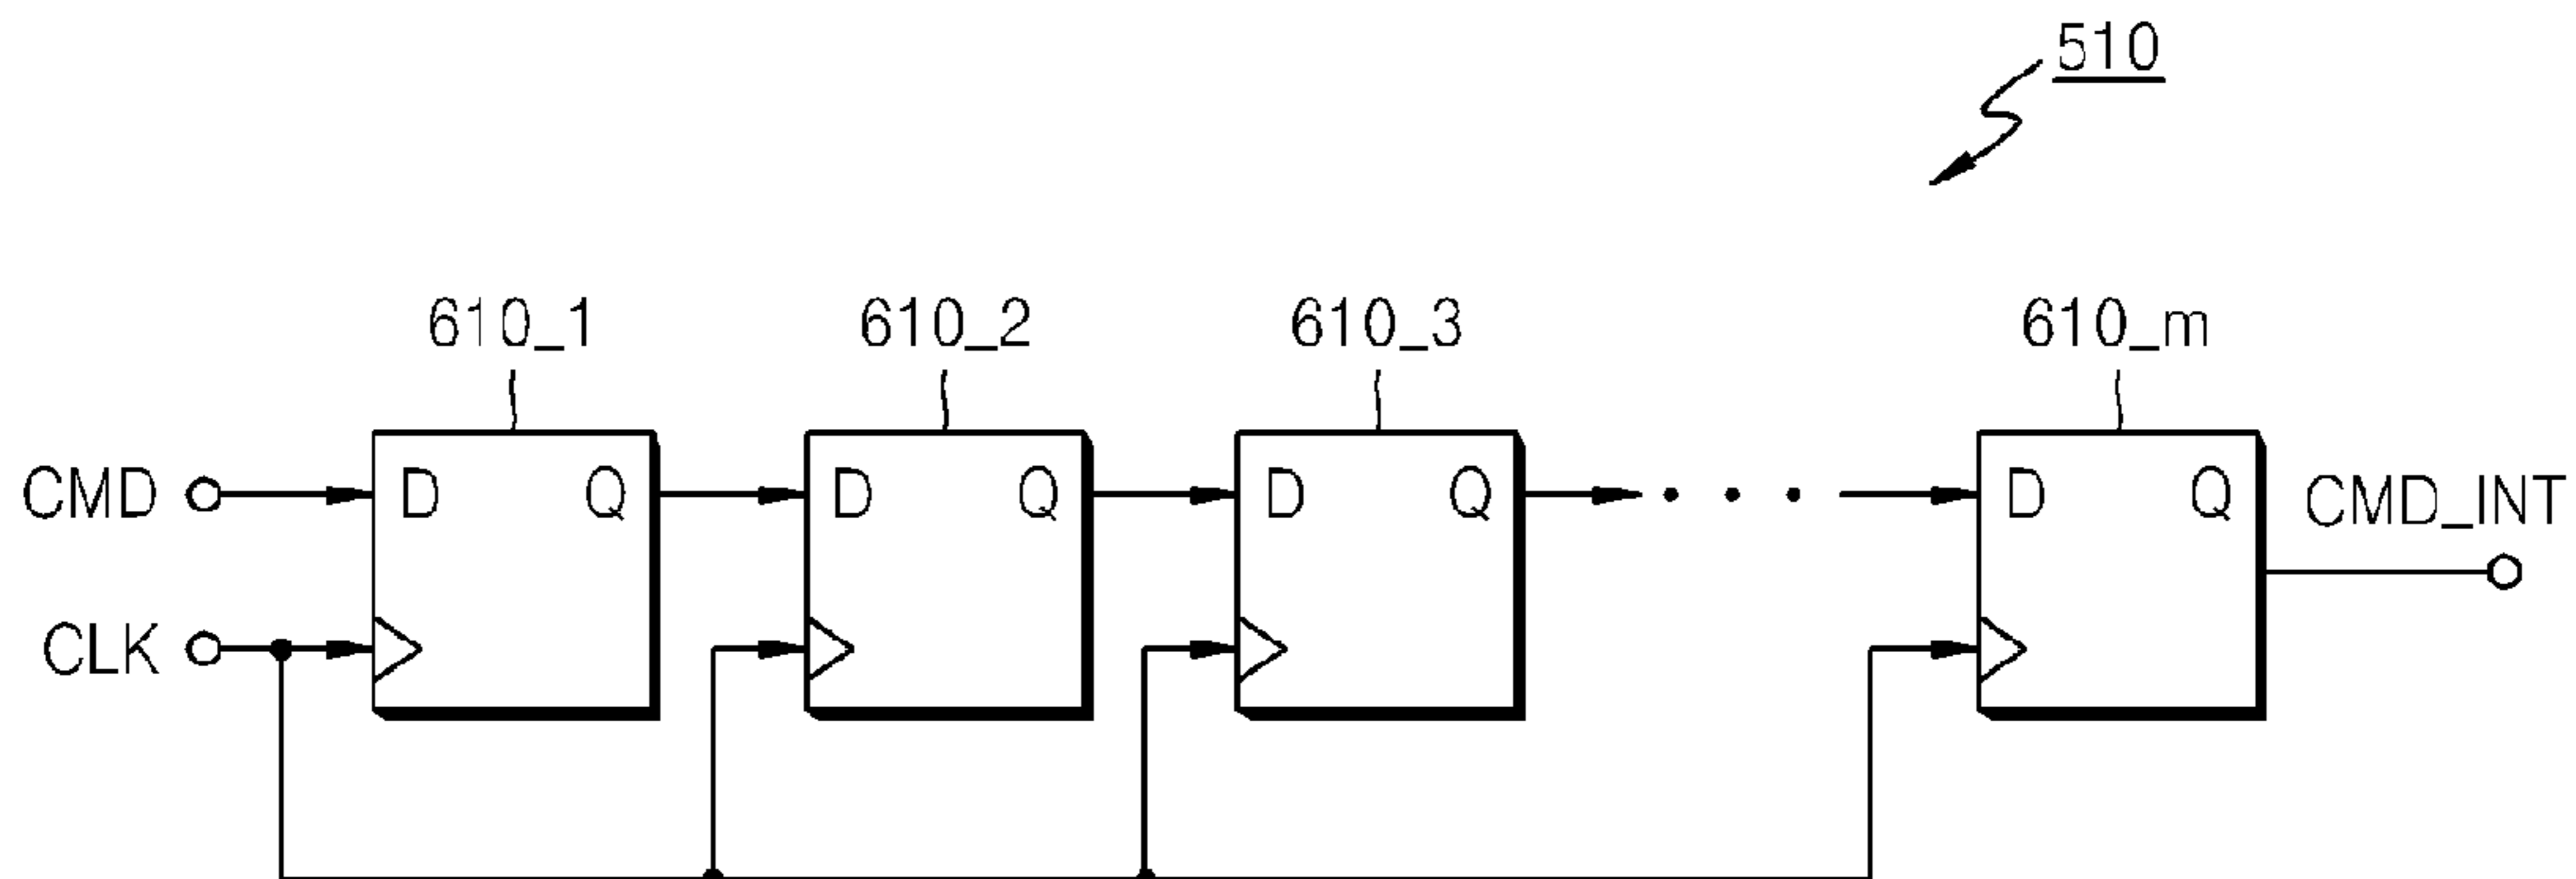 510
610_1 610_2 610_3 610_m
CMD D Q D Q D Q . . . D Q CMD_INT
CLK